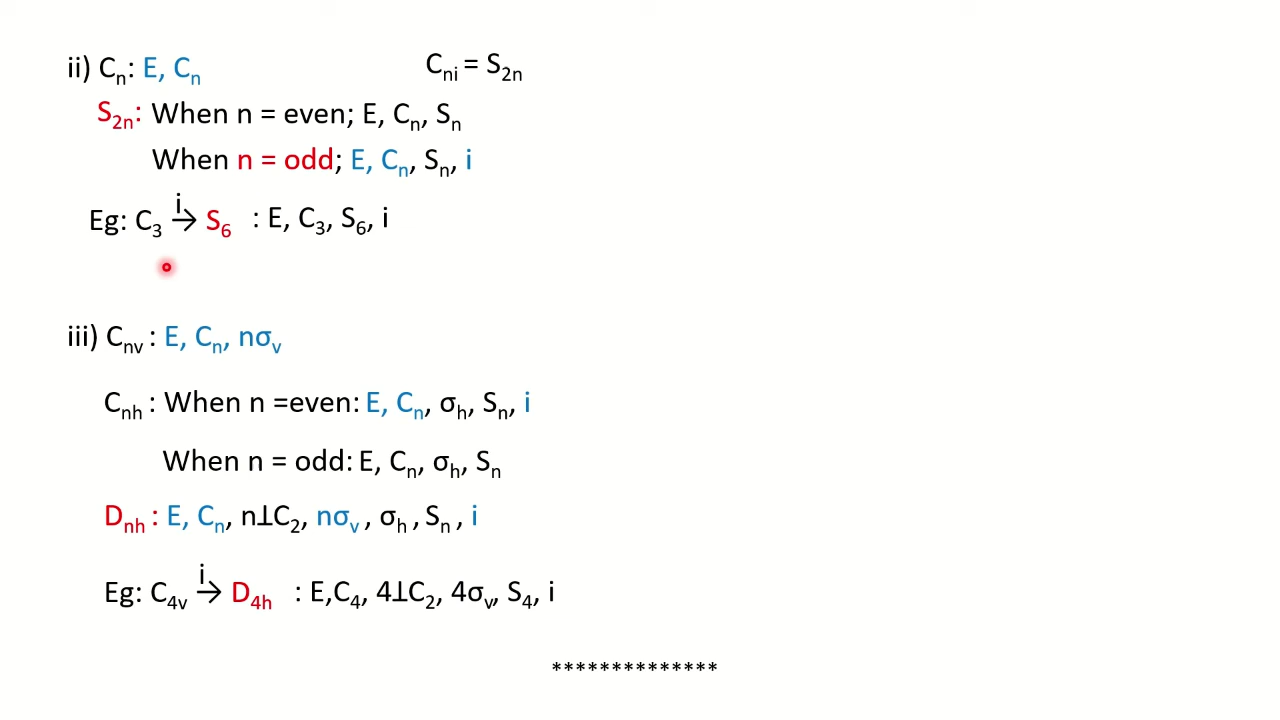 ii) Cₙ: E, Cₙ    Cₙᵢ = S₂ₙ
S₂ₙ: When n = even; E, Cₙ, Sₙ
When n = odd; E, Cₙ, Sₙ, i
i
Eg: C₃ → S₆ : E, C₃, S₆, i
iii) Cₙᵥ : E, Cₙ, nσᵥ
Cₙₕ : When n =even: E, Cₙ, σₕ, Sₙ, i
When n = odd: E, Cₙ, σₕ, Sₙ
Dₙₕ : E, Cₙ, n⊥C₂, nσᵥ , σₕ , Sₙ , i
i
Eg: C₄ᵥ → D₄ₕ : E,C₄, 4⊥C₂, 4σᵥ, S₄, i
**************